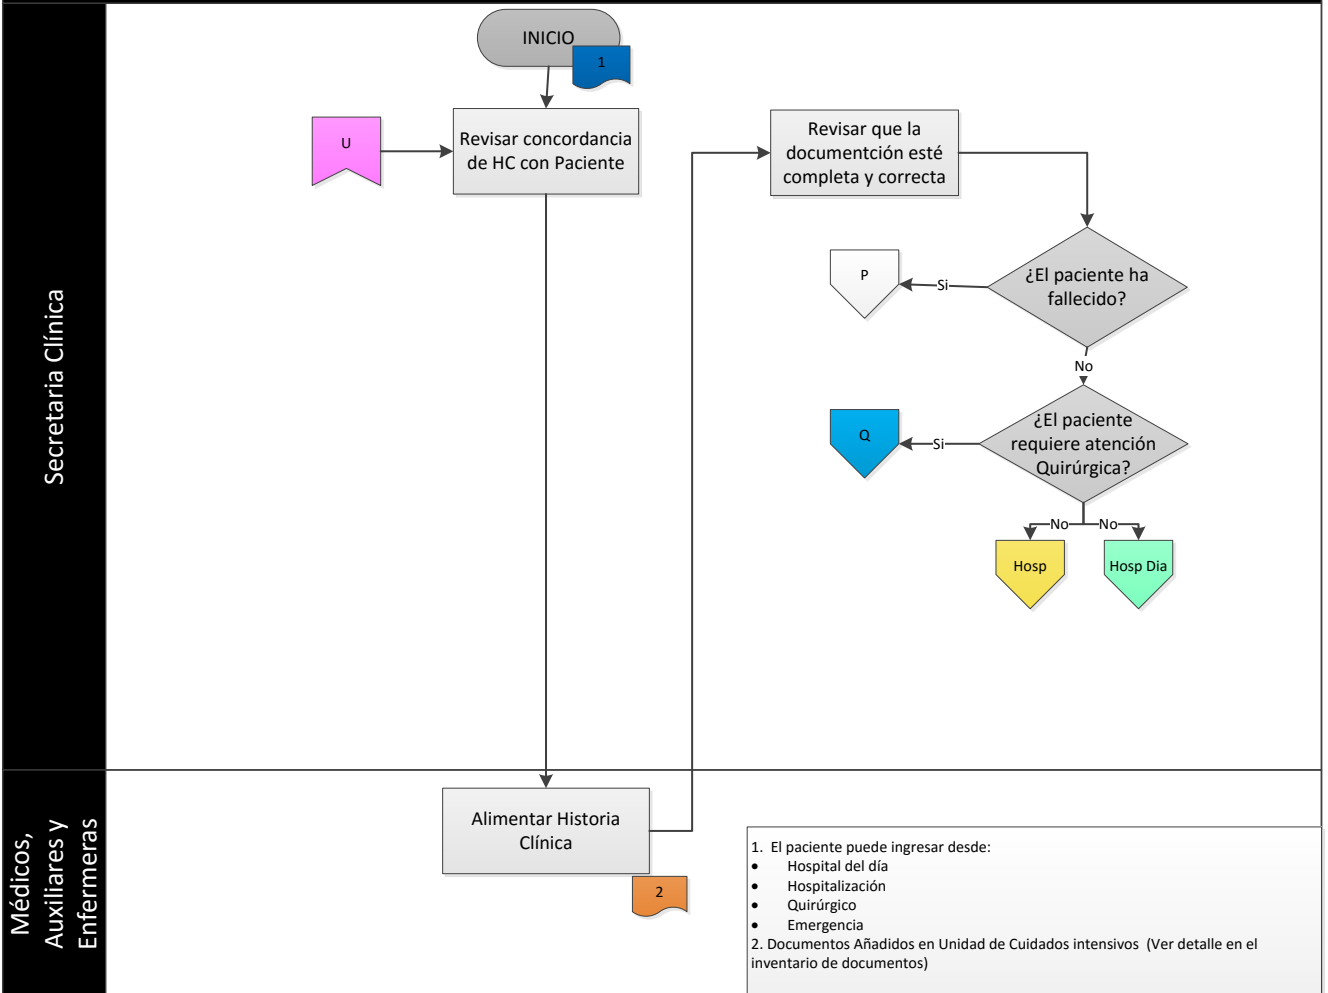 Secretaria Clínica
INICIO
1
U
Revisar concordancia
de HC con Paciente
Revisar que la
documentción esté
completa y correcta
¿El paciente ha
fallecido?
Si
P
No
¿El paciente
requiere atención
Quirúrgica?
Si
Q
No
No
Hosp
Hosp Dia
Médicos,
Auxiliares y
Enfermeras
Alimentar Historia
Clínica
2
1. El paciente puede ingresar desde:
• Hospital del día
• Hospitalización
• Quirúrgico
• Emergencia
2. Documentos Añadidos en Unidad de Cuidados intensivos (Ver detalle en el
inventario de documentos)